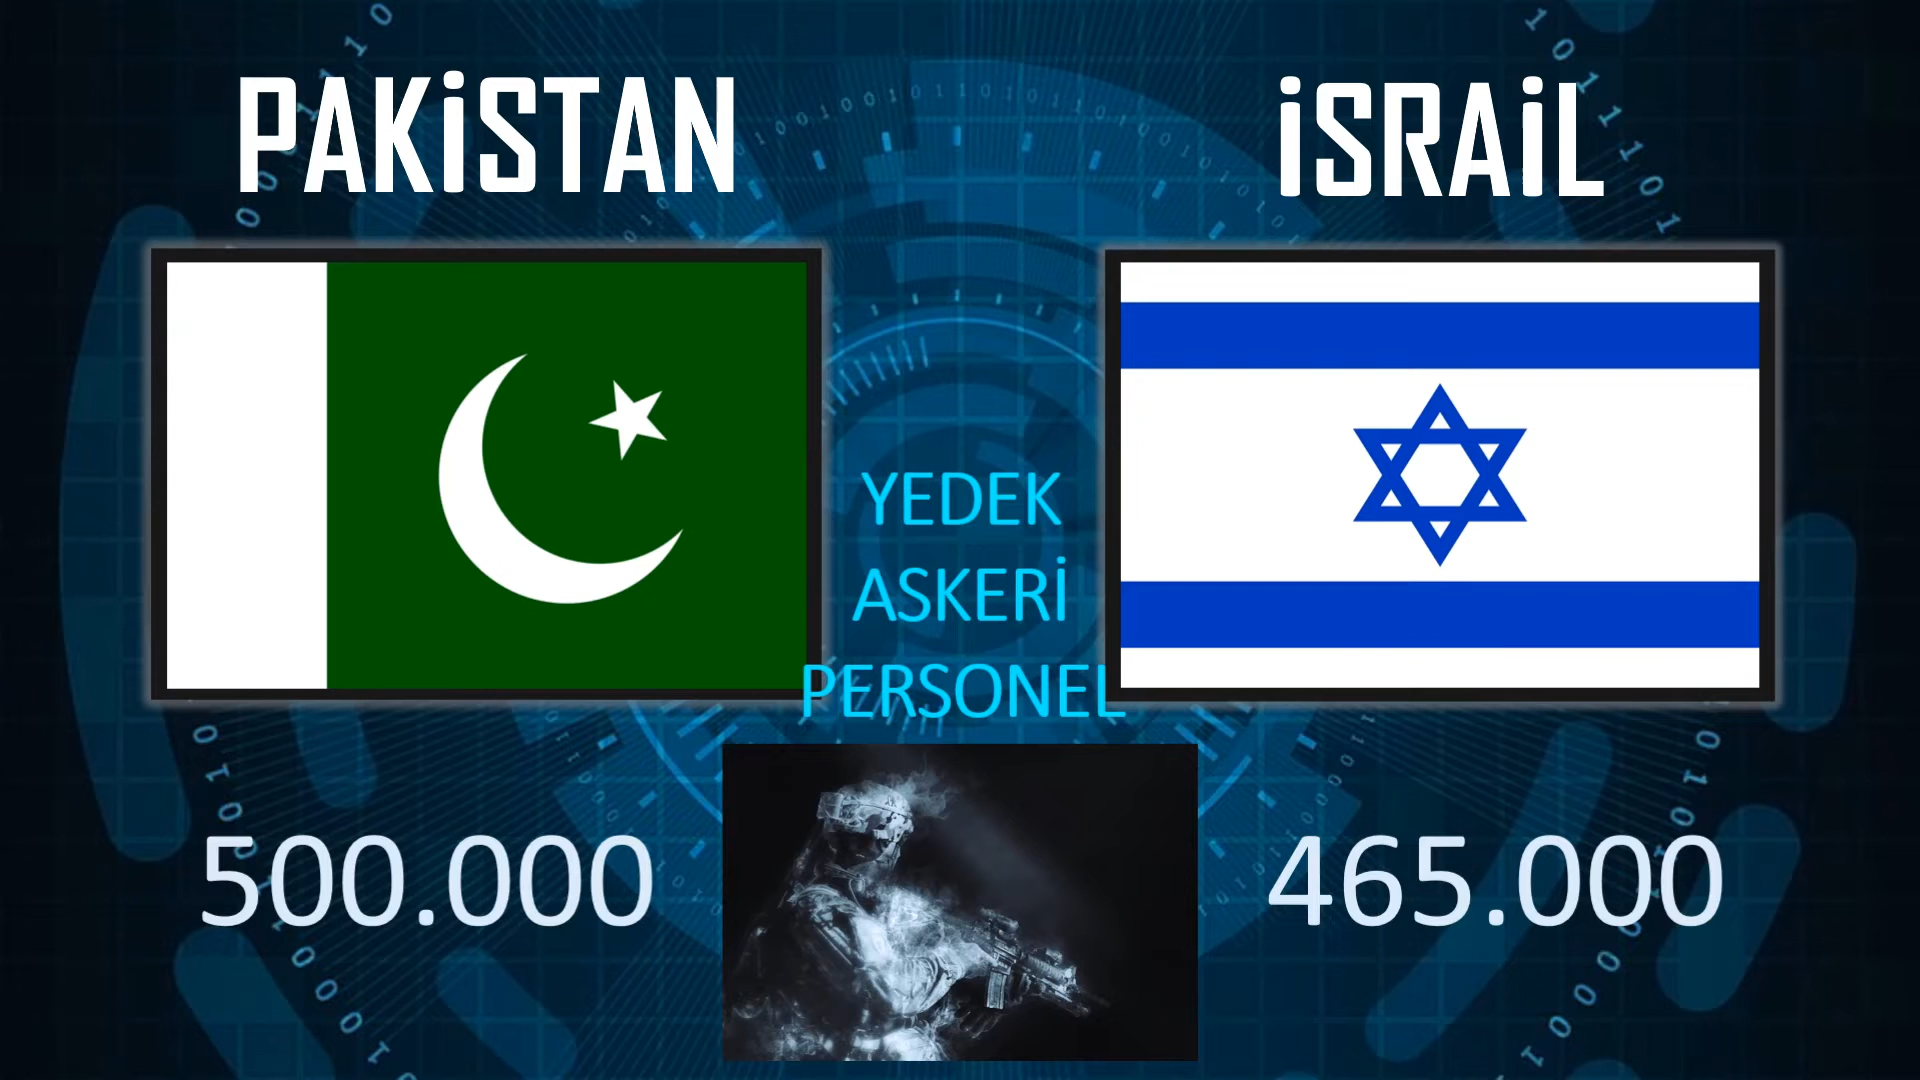 PAKİSTAN
İSRAİL
YEDEK
ASKERİ
PERSONEL
500.000
465.000